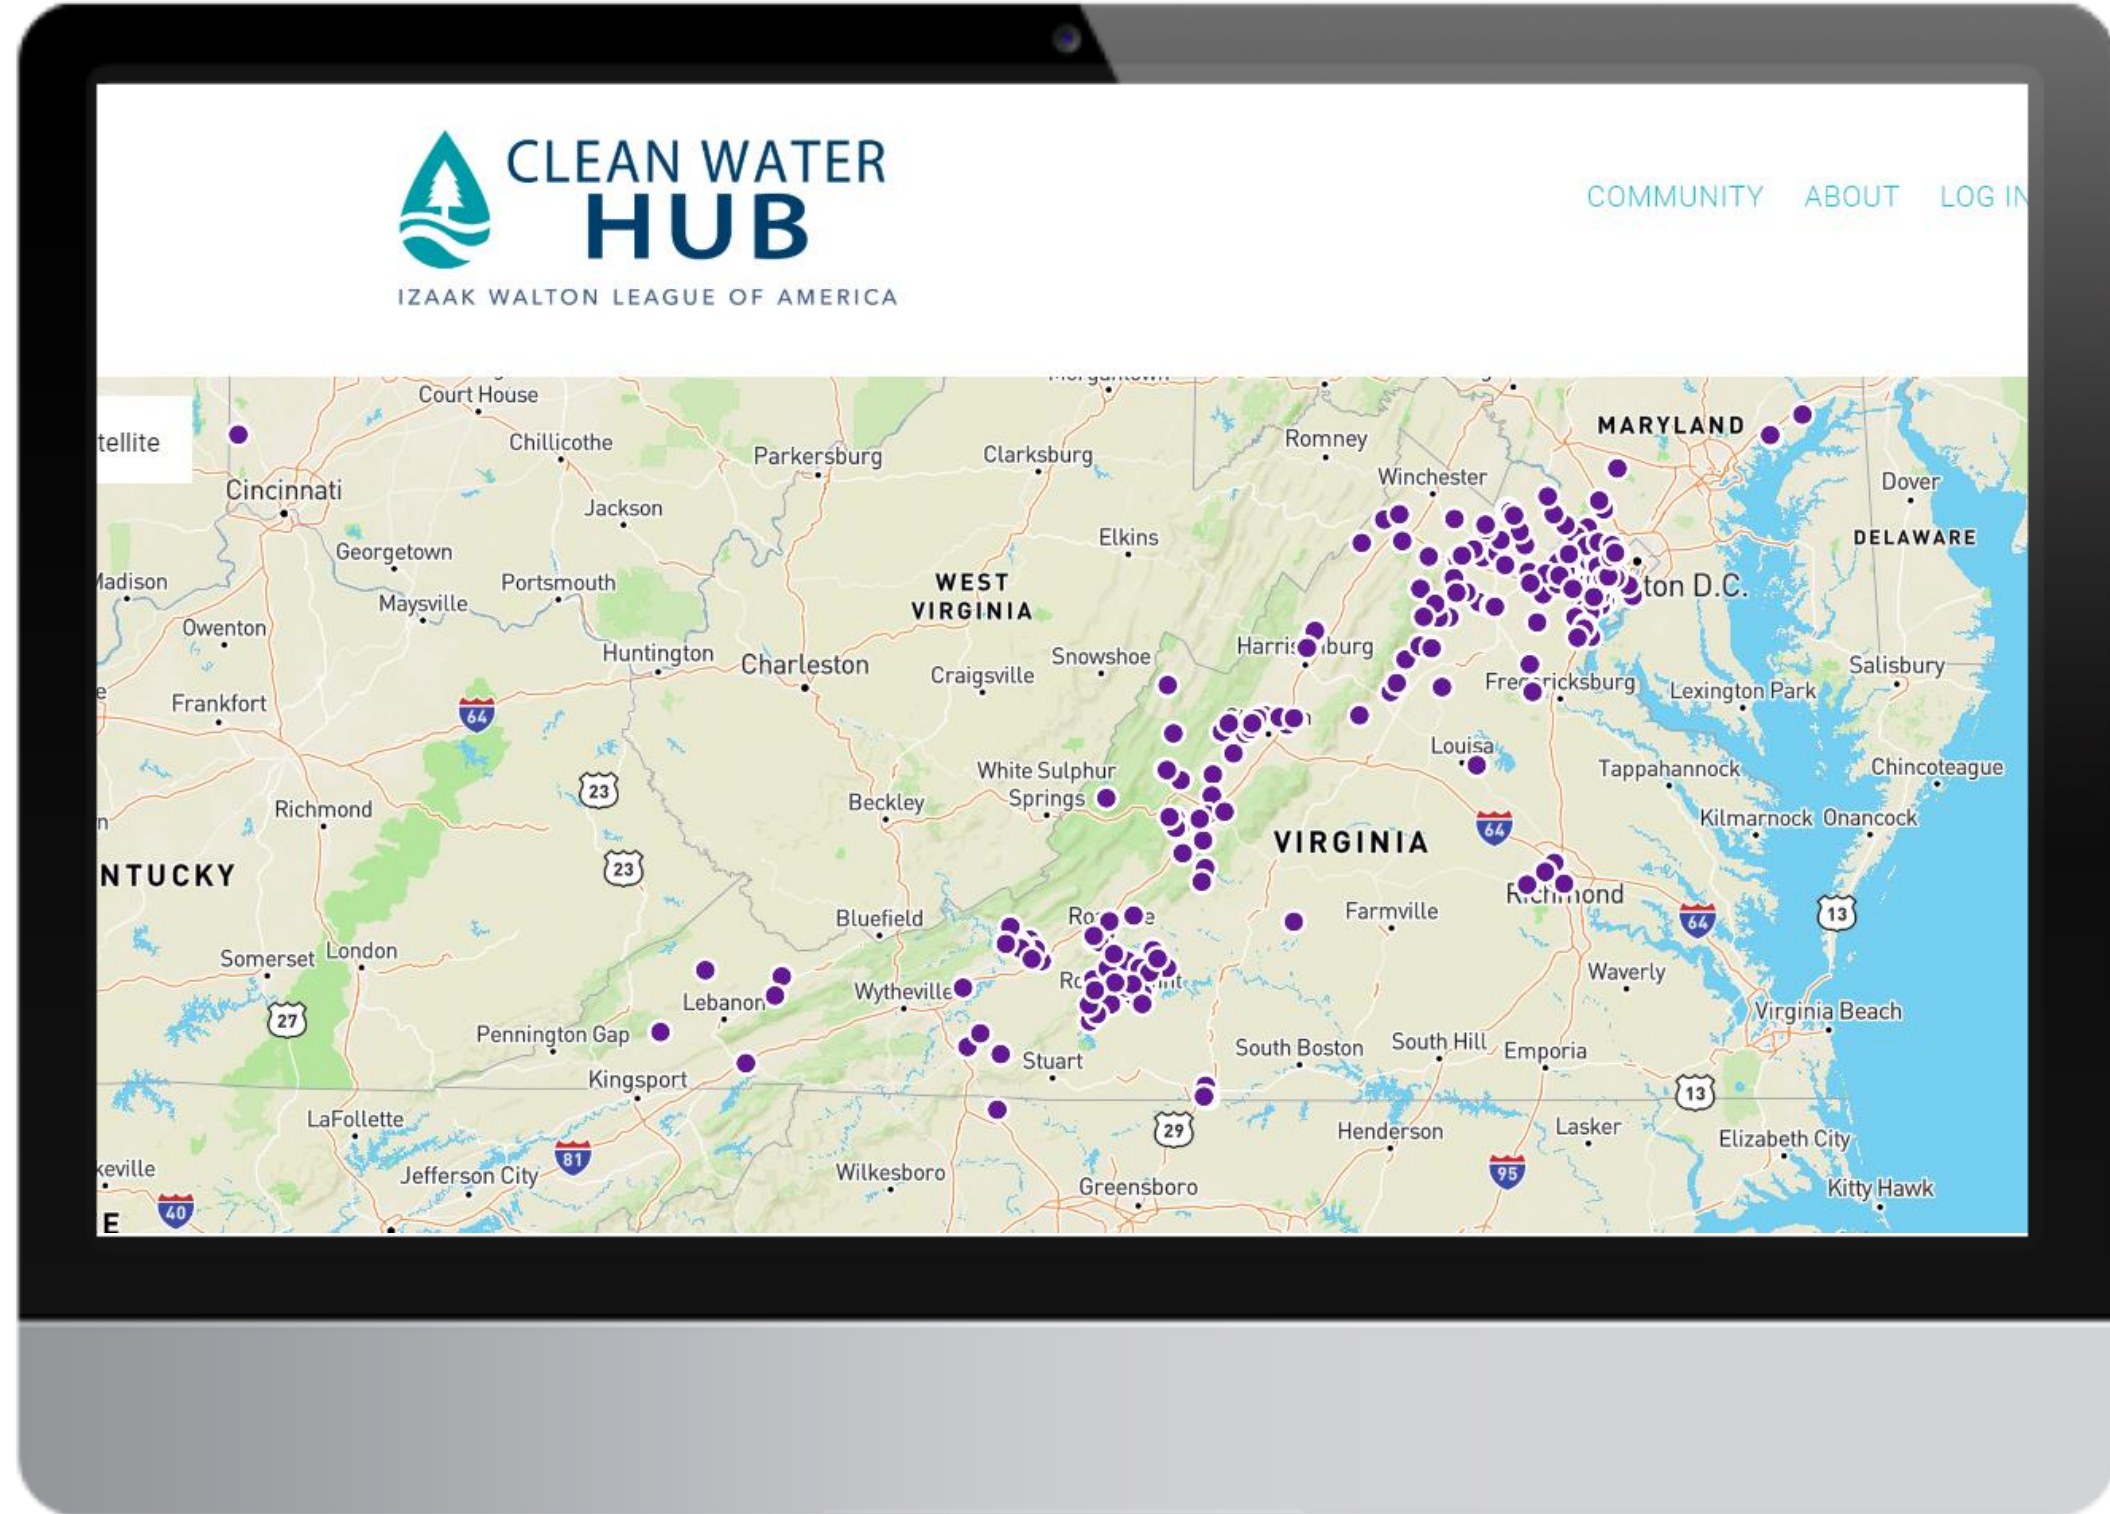 CLEAN WATER
HUB
IZAAK WALTON LEAGUE OF AMERICA
COMMUNITY ABOUT LOG IN
tellite
Court House
Chillicothe
Parkersburg
Clarksburg
Romney
MARYLAND
Winchester
Dover
Cincinnati
Jackson
Georgetown
Elkins
DELAWARE
Portsmouth
WEST
VIRGINIA
ton D.C.
Maysville
Owenton
Huntington
Charleston
Craigsville
Snowshoe
Salisbury
Lexington Park
Frankfort
64
Louisa
Tappahannock
Chincoteague
White Sulphur
Springs
23
Beckley
Richmond
Kilmarnock
Onancock
64
VIRGINIA
NTUCKY
23
Bluefield
Farmville
64
13
Somerset
London
Waverly
Wytheville
Lebanon
27
Virginia Beach
Pennington Gap
South Boston
South Hill
Emporia
Stuart
Kingsport
13
LaFollette
29
Henderson
Lasker
Elizabeth City
81
keville
Jefferson City
Wilkesboro
Greensboro
95
Kitty Hawk
40
E